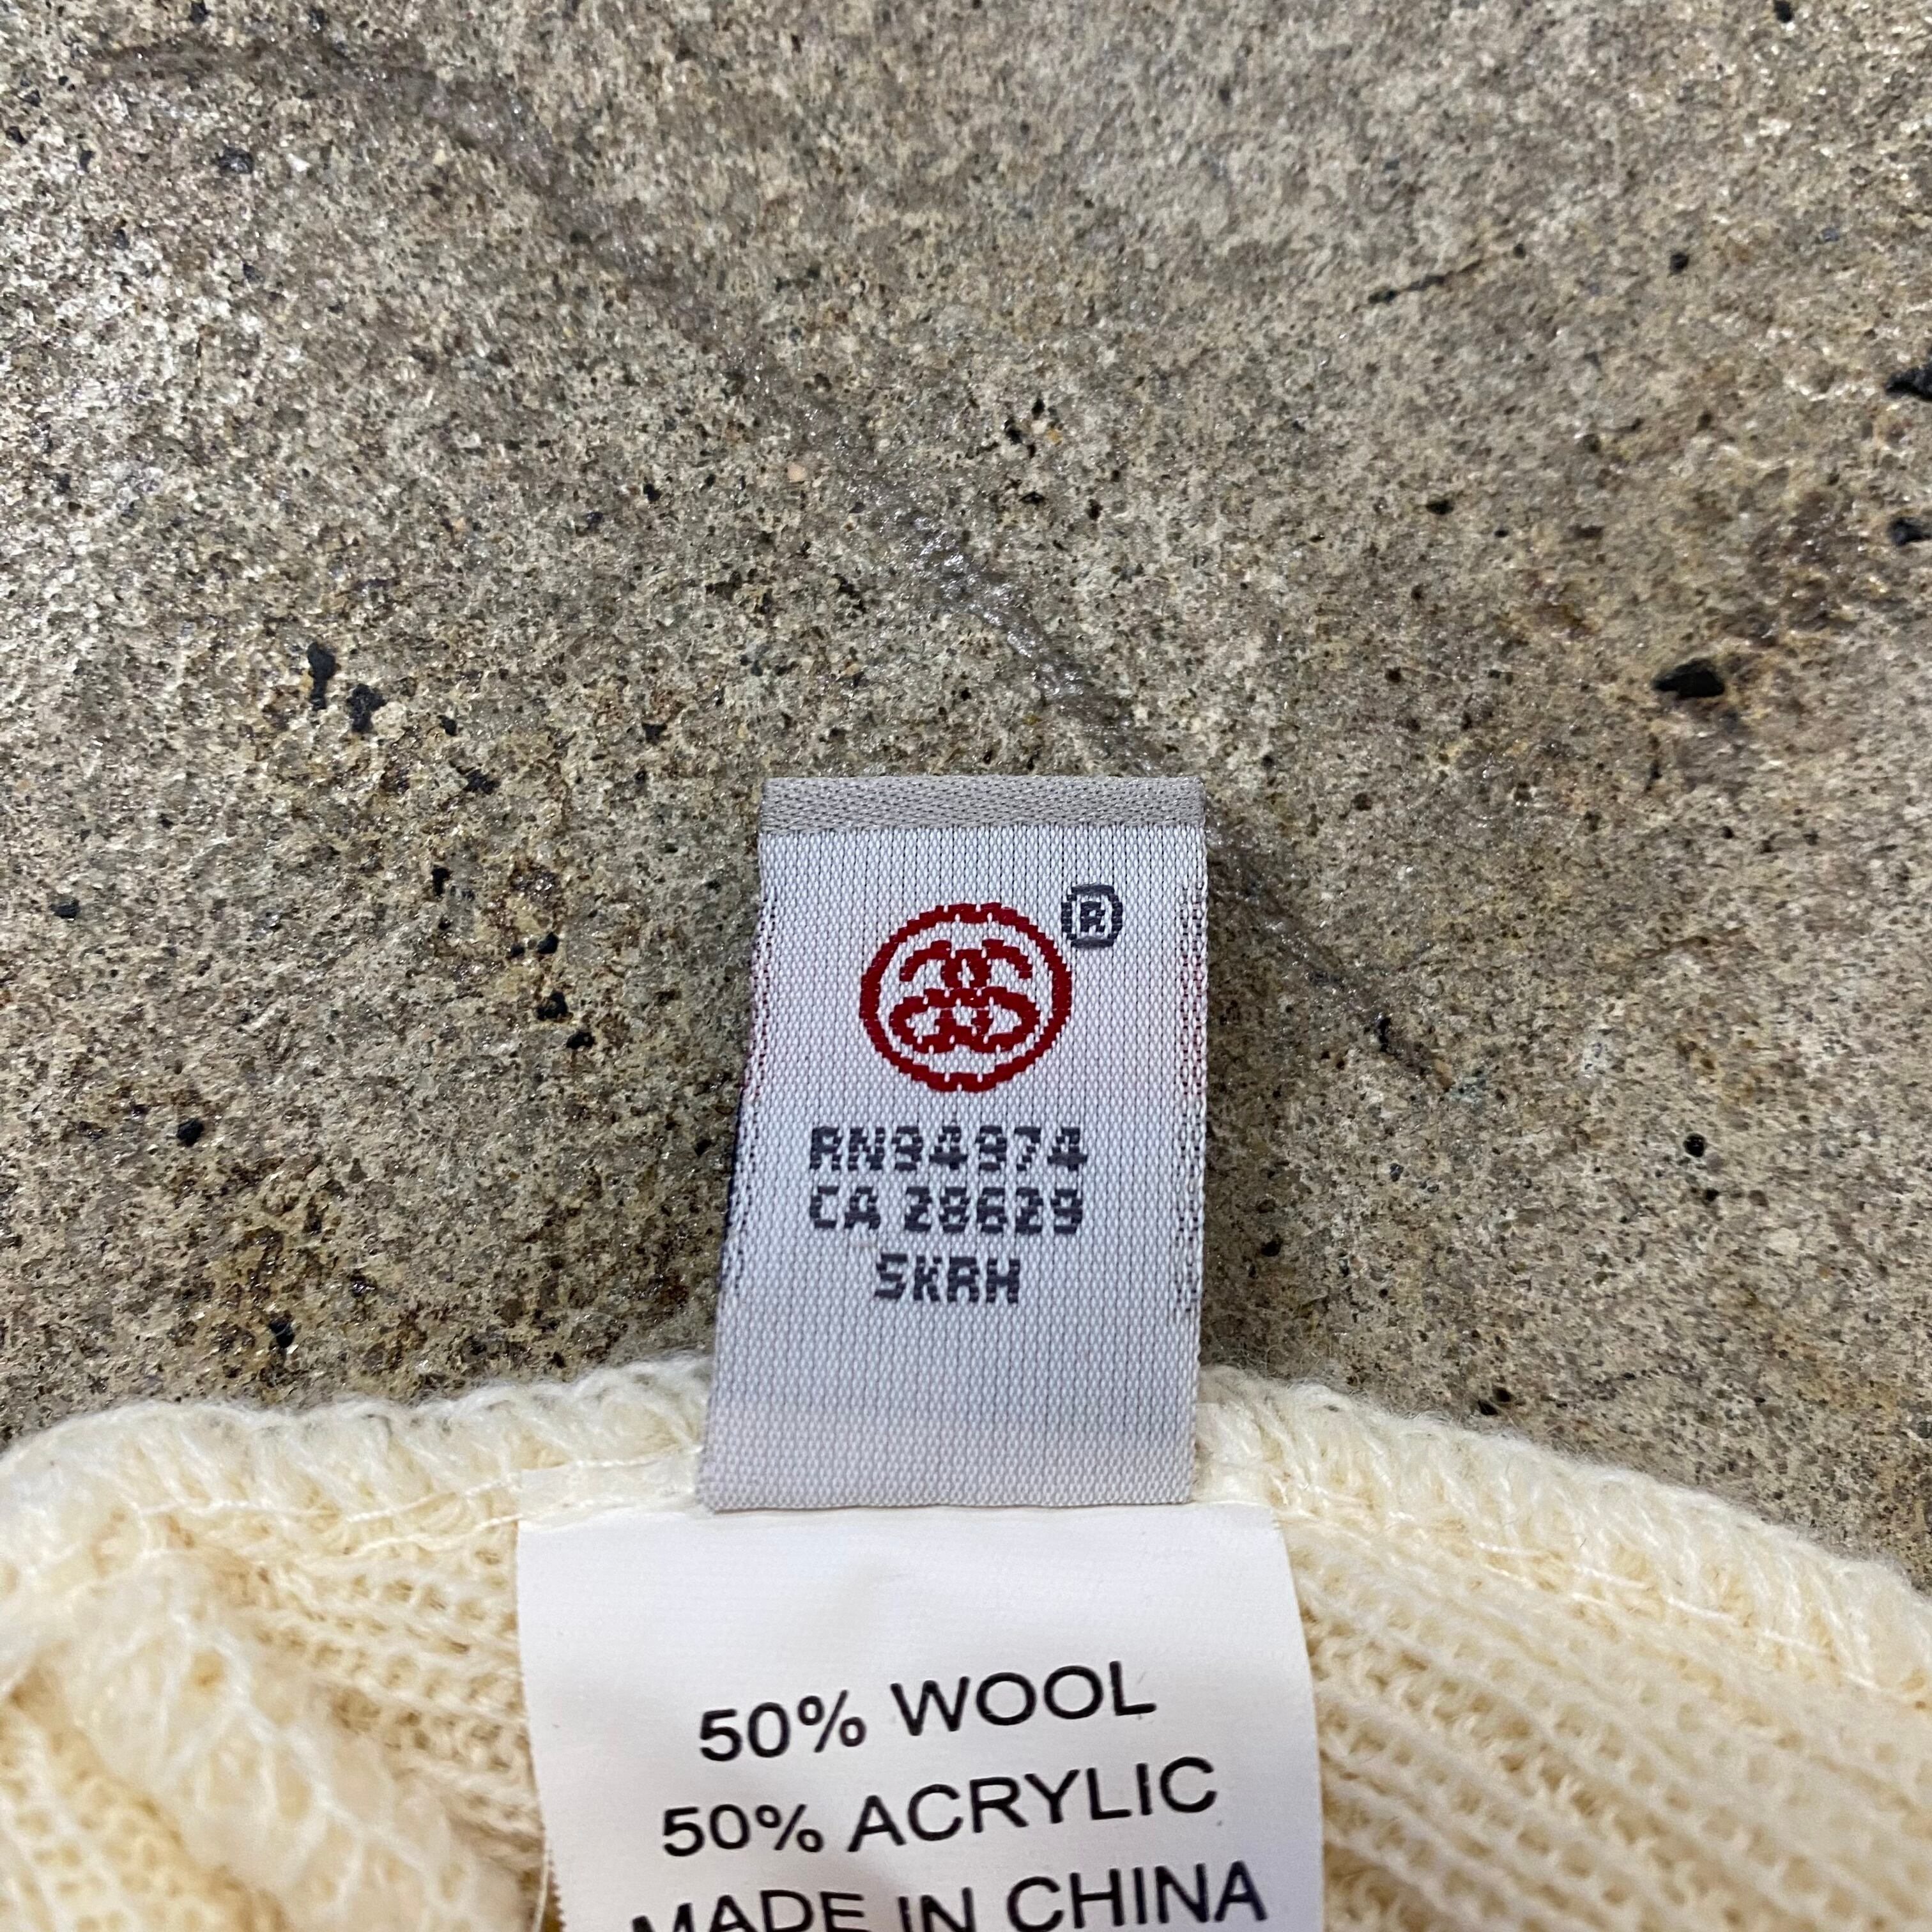 ®
RN94974
CA 28629
SKRH
50% WOOL
50% ACRYLIC
MADE IN CHINA